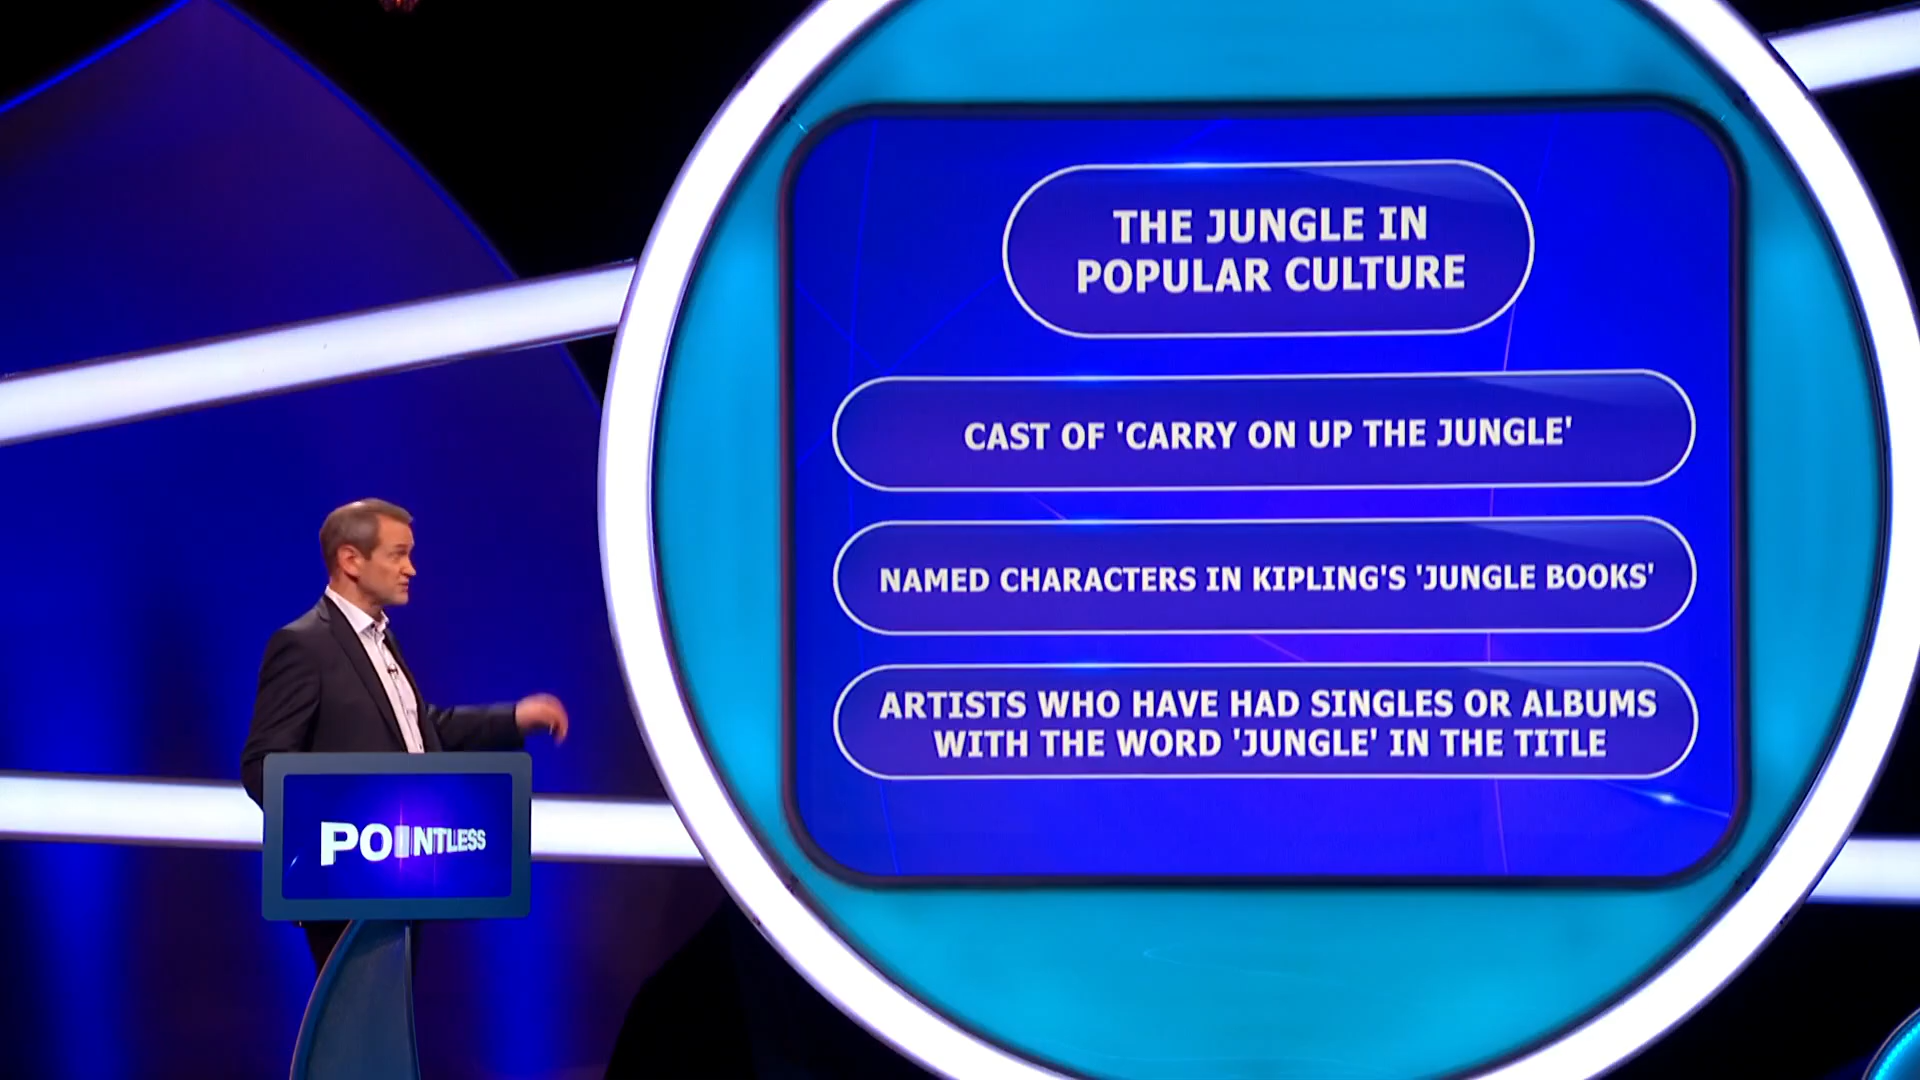 THE JUNGLE IN
POPULAR CULTURE
CAST OF 'CARRY ON UP THE JUNGLE'
NAMED CHARACTERS IN KIPLING'S 'JUNGLE BOOKS'
ARTISTS WHO HAVE HAD SINGLES OR ALBUMS
WITH THE WORD 'JUNGLE' IN THE TITLE
POINTLESS